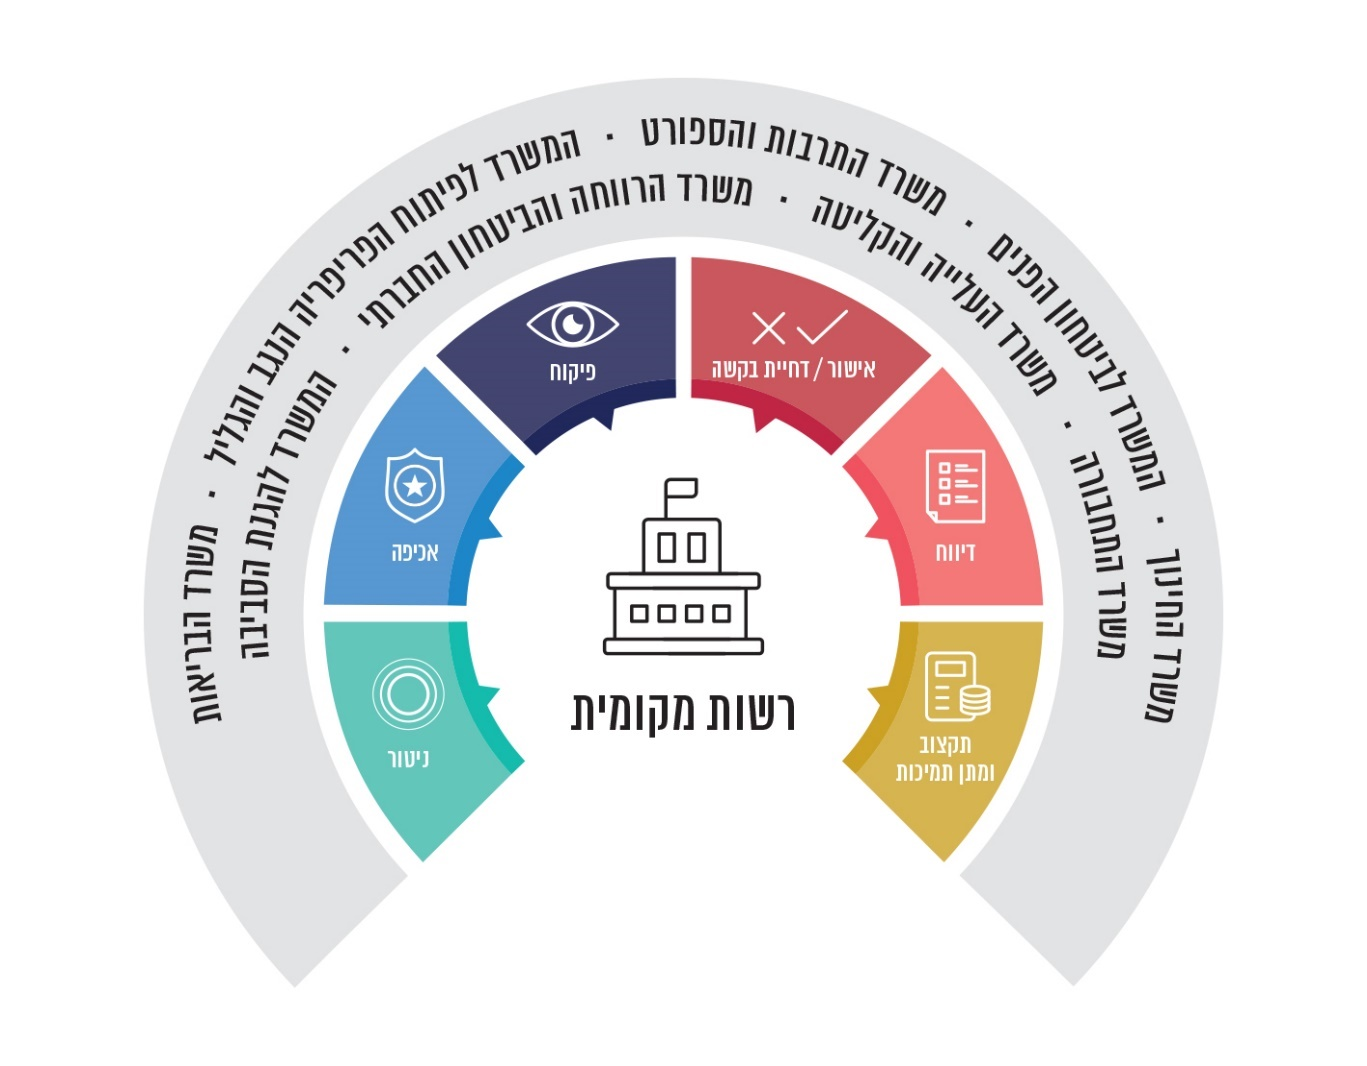 משרד החינוך · המשרד לביטחון הפנים · משרד התרבות והספורט · המשרד לפיתוח הפריפריה הנגב והגליל · משרד הבריאות
משרד התחבורה · משרד העלייה והקליטה · משרד הרווחה והביטחון החברתי · המשרד להגנת הסביבה
תקצוב
ומתן תמיכות
דיווח
אישור / דחיית בקשה
פיקוח
אכיפה
ניטור
רשות מקומית